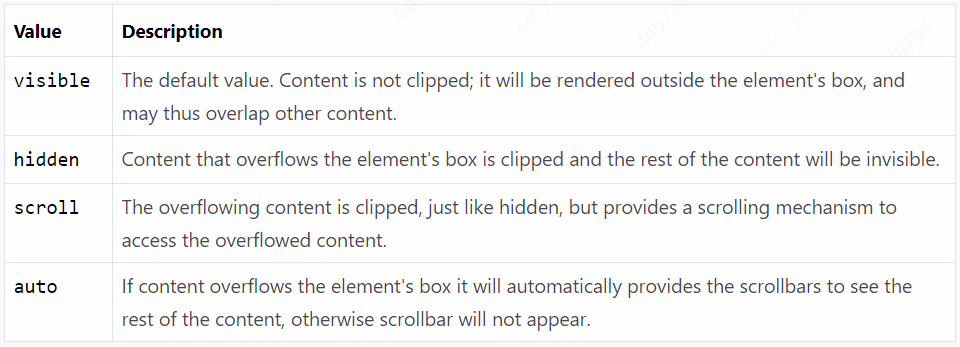 Value Description
visible The default value. Content is not clipped; it will be rendered outside the element's box, and
may thus overlap other content.
hidden Content that overflows the element's box is clipped and the rest of the content will be invisible.
scroll The overflowing content is clipped, just like hidden, but provides a scrolling mechanism to
access the overflowed content.
auto If content overflows the element's box it will automatically provides the scrollbars to see the
rest of the content, otherwise scrollbar will not appear.